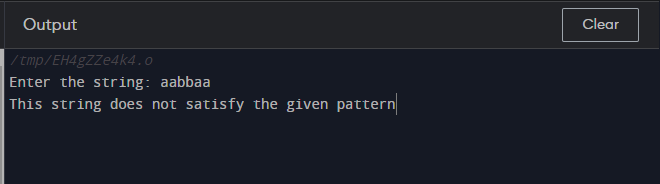 Output
Clear
/tmp/EH4gZZe4k4.o
Enter the string: aabbaa
This string does not satisfy the given pattern